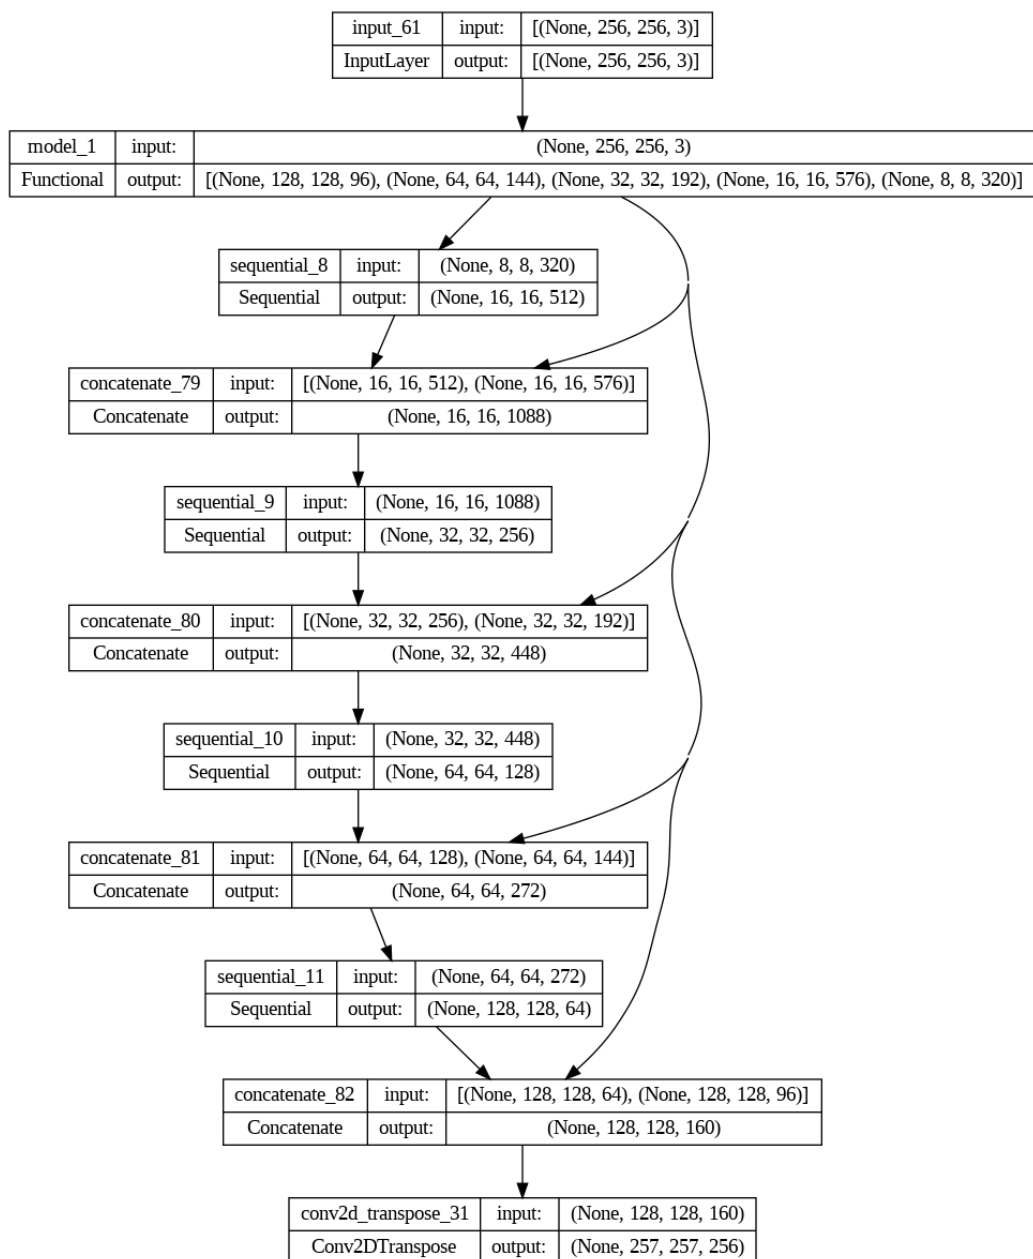 input_61 input: [(None, 256, 256, 3)]
InputLayer output: [(None, 256, 256, 3)]
model_1 input: (None, 256, 256, 3)
Functional output: [(None, 128, 128, 96), (None, 64, 64, 144), (None, 32, 32, 192), (None, 16, 16, 576), (None, 8, 8, 320)]
sequential_8 input: (None, 8, 8, 320)
Sequential output: (None, 16, 16, 512)
concatenate_79 input: [(None, 16, 16, 512), (None, 16, 16, 576)]
Concatenate output: (None, 16, 16, 1088)
sequential_9 input: (None, 16, 16, 1088)
Sequential output: (None, 32, 32, 256)
concatenate_80 input: [(None, 32, 32, 256), (None, 32, 32, 192)]
Concatenate output: (None, 32, 32, 448)
sequential_10 input: (None, 32, 32, 448)
Sequential output: (None, 64, 64, 128)
concatenate_81 input: [(None, 64, 64, 128), (None, 64, 64, 144)]
Concatenate output: (None, 64, 64, 272)
sequential_11 input: (None, 64, 64, 272)
Sequential output: (None, 128, 128, 64)
concatenate_82 input: [(None, 128, 128, 64), (None, 128, 128, 96)]
Concatenate output: (None, 128, 128, 160)
conv2d_transpose_31 input: (None, 128, 128, 160)
Conv2DTranspose output: (None, 257, 257, 256)